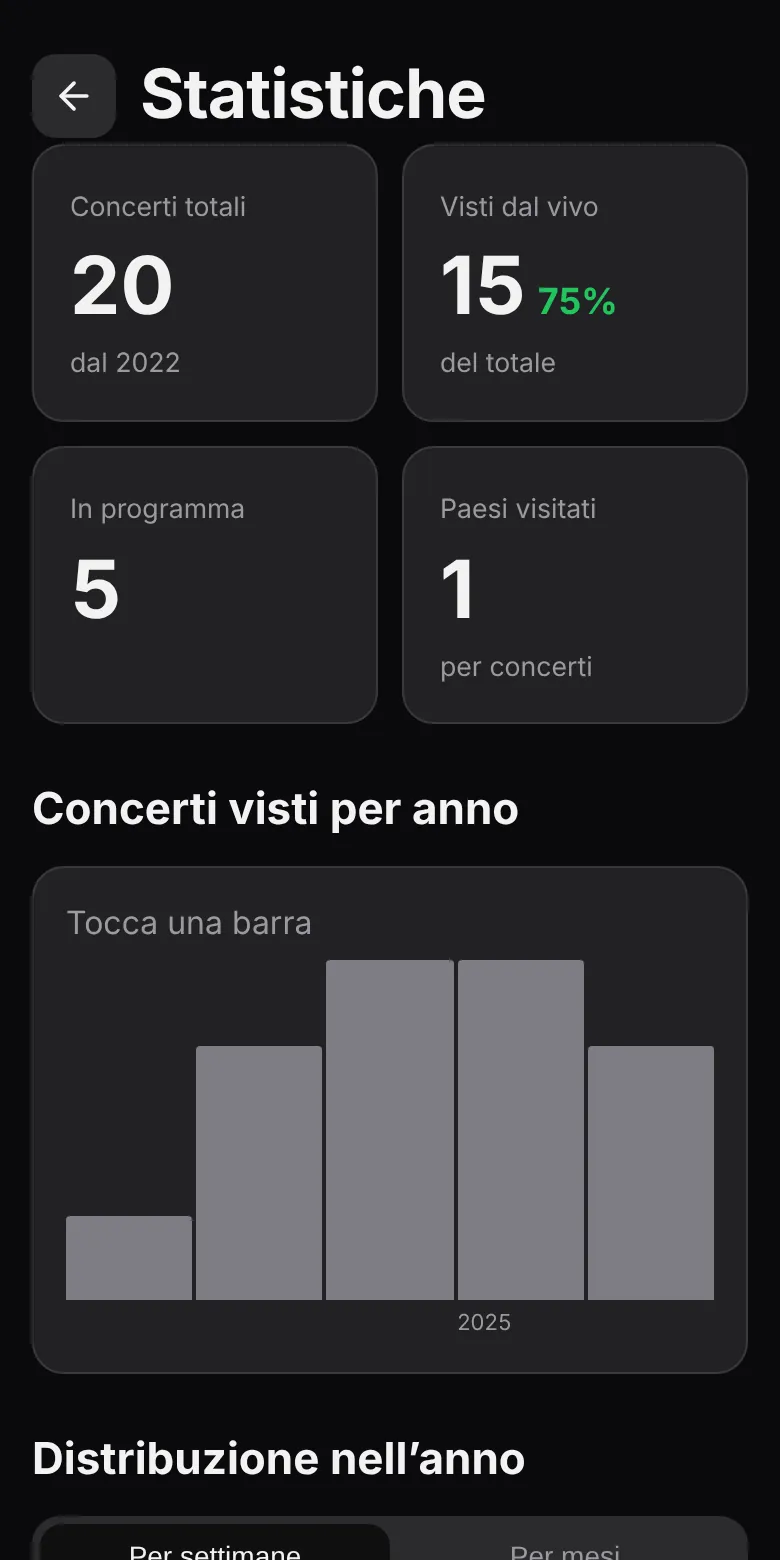 Statistiche
Concerti totali
20
dal 2022
Visti dal vivo
15 75%
del totale
In programma
5
Paesi visitati
1
per concerti
Concerti visti per anno
Tocca una barra
2025
Distribuzione nell’anno
Per settimane
Per mesi